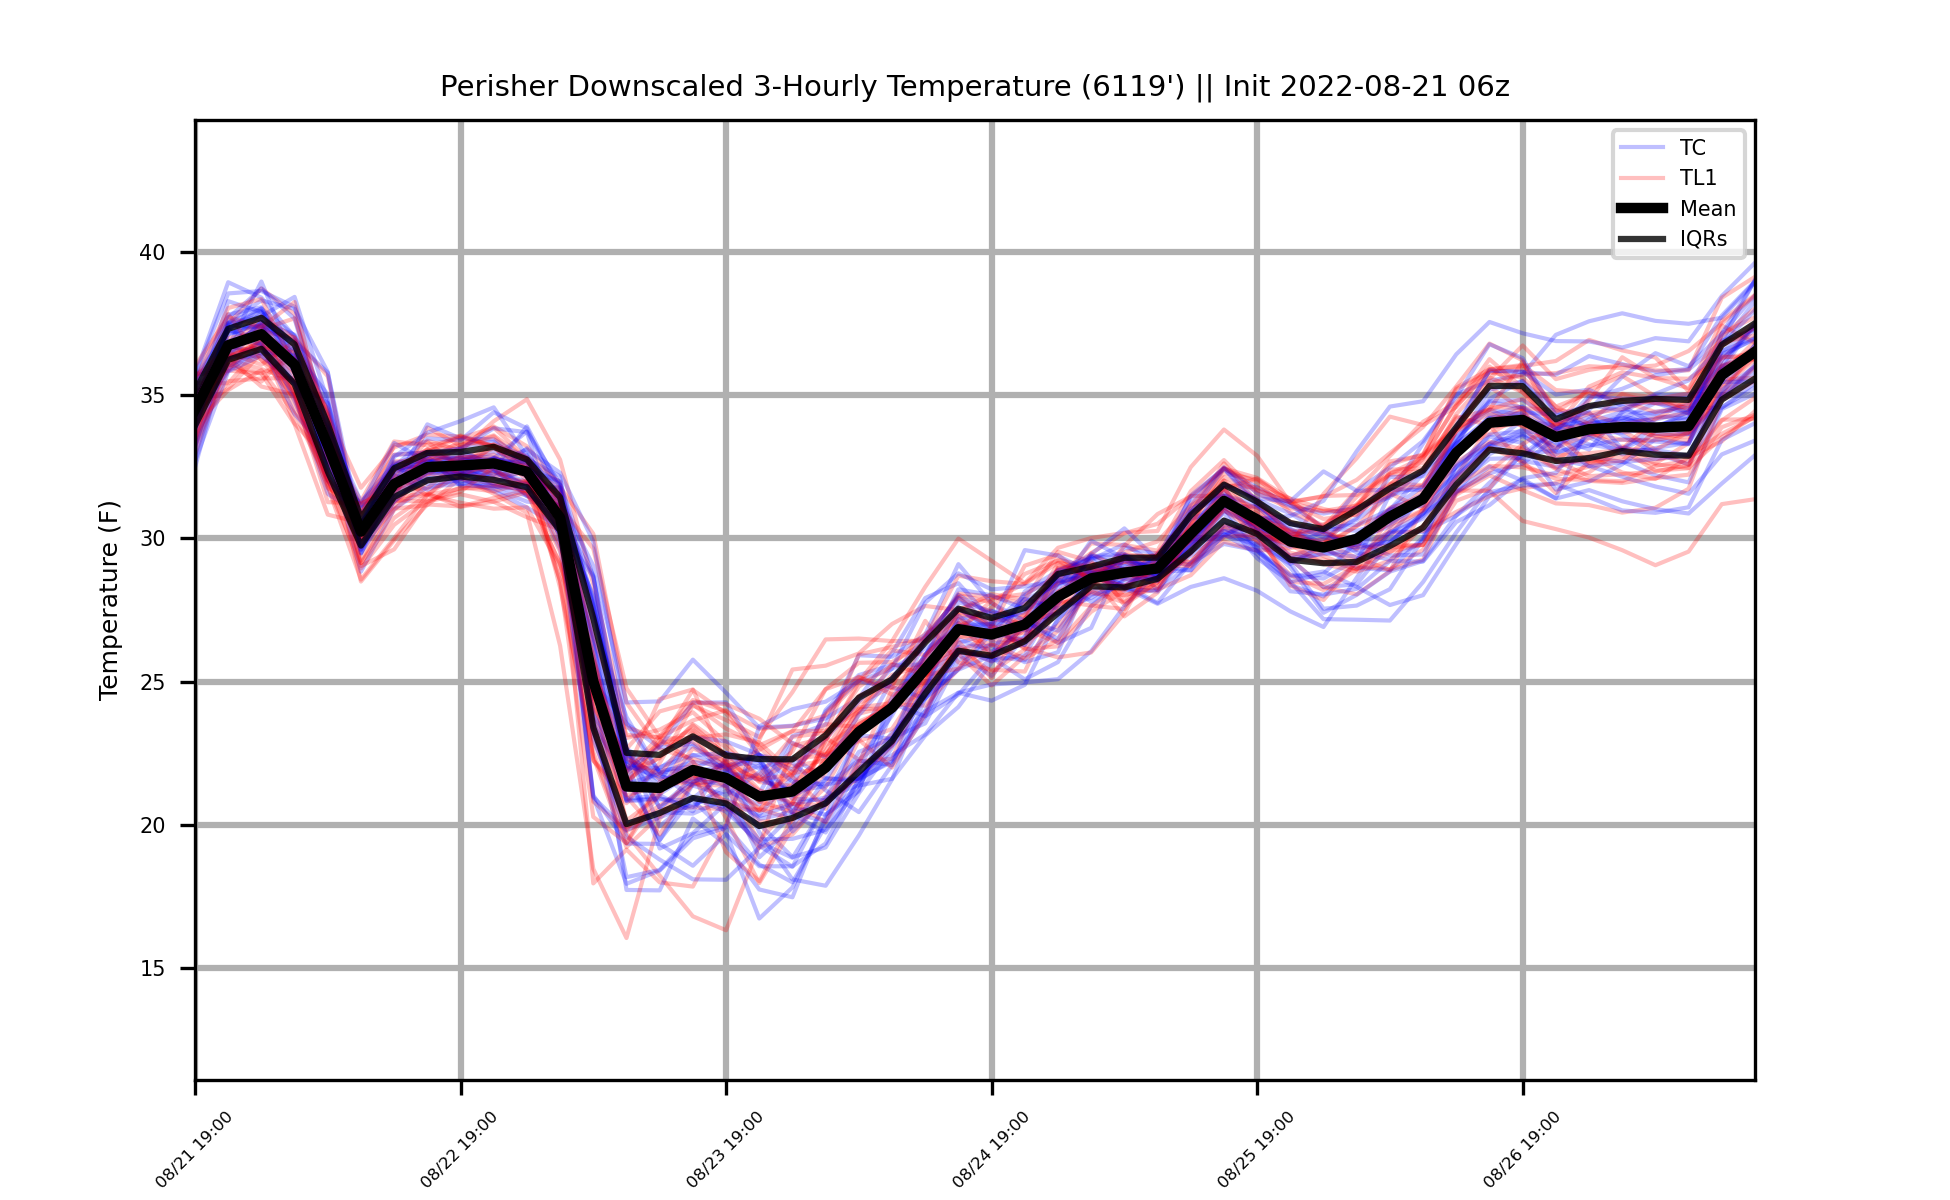 Perisher Downscaled 3-Hourly Temperature (6119') || Init 2022-08-21 06z
TC
TL1
Mean
IQRs
Temperature (F)
40
35
30
25
20
15
08/21 19:00
08/22 19:00
08/23 19:00
08/24 19:00
08/25 19:00
08/26 19:00